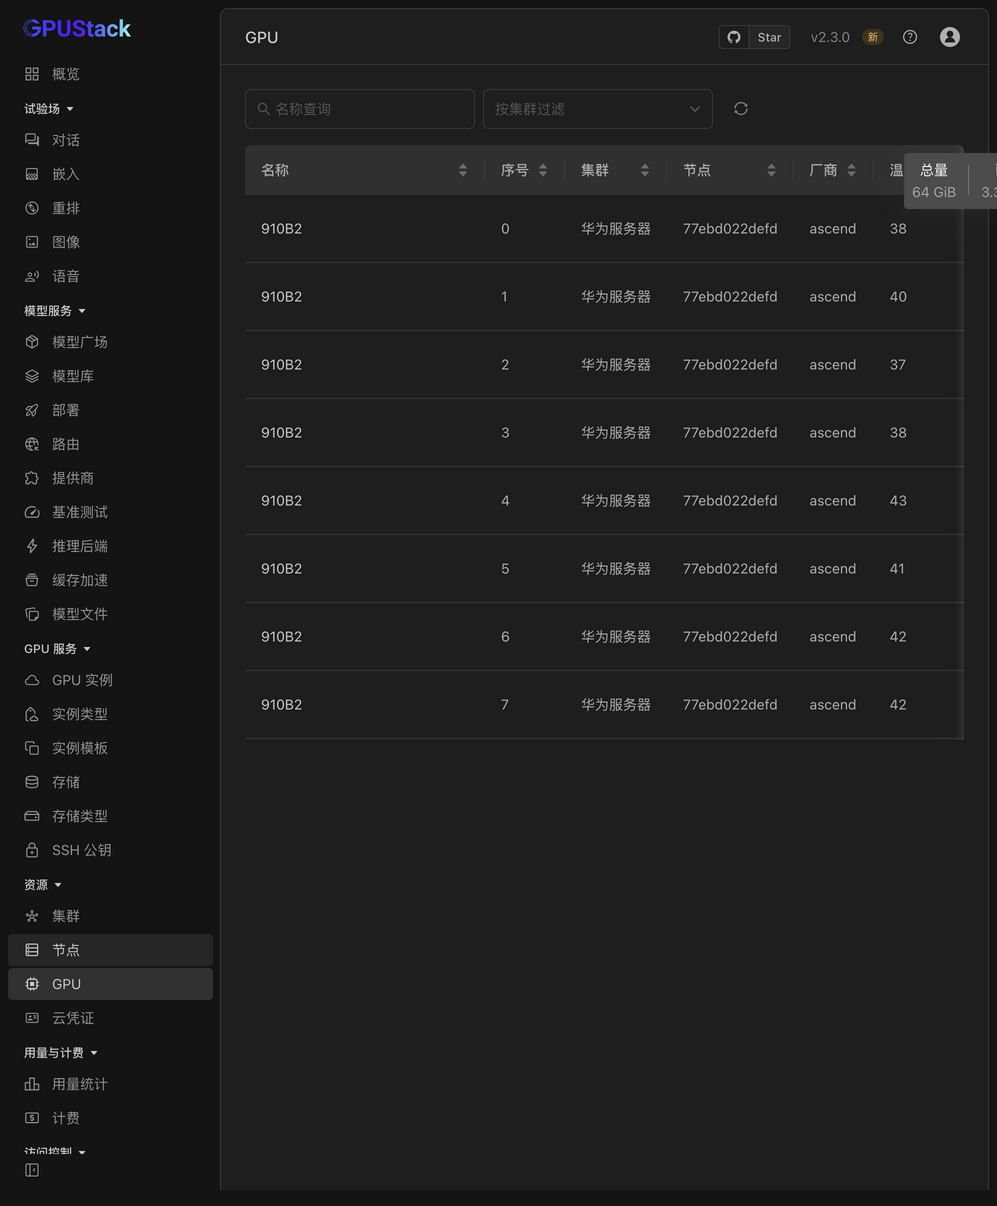 GPUStack
概览
试验场
对话
嵌入
重排
图像
语音
模型服务
模型广场
模型库
部署
路由
提供商
基准测试
推理后端
缓存加速
模型文件
GPU 服务
GPU 实例
实例类型
实例模板
存储
存储类型
SSH 公钥
资源
集群
节点
GPU
云凭证
用量与计费
用量统计
计费
访问控制
GPU
Star v2.3.0 新
名称查询 按集群过滤
名称 序号 集群 节点 厂商 温
总量
64 GiB 3.3
910B2 0 华为服务器 77ebd022defd ascend 38
910B2 1 华为服务器 77ebd022defd ascend 40
910B2 2 华为服务器 77ebd022defd ascend 37
910B2 3 华为服务器 77ebd022defd ascend 38
910B2 4 华为服务器 77ebd022defd ascend 43
910B2 5 华为服务器 77ebd022defd ascend 41
910B2 6 华为服务器 77ebd022defd ascend 42
910B2 7 华为服务器 77ebd022defd ascend 42